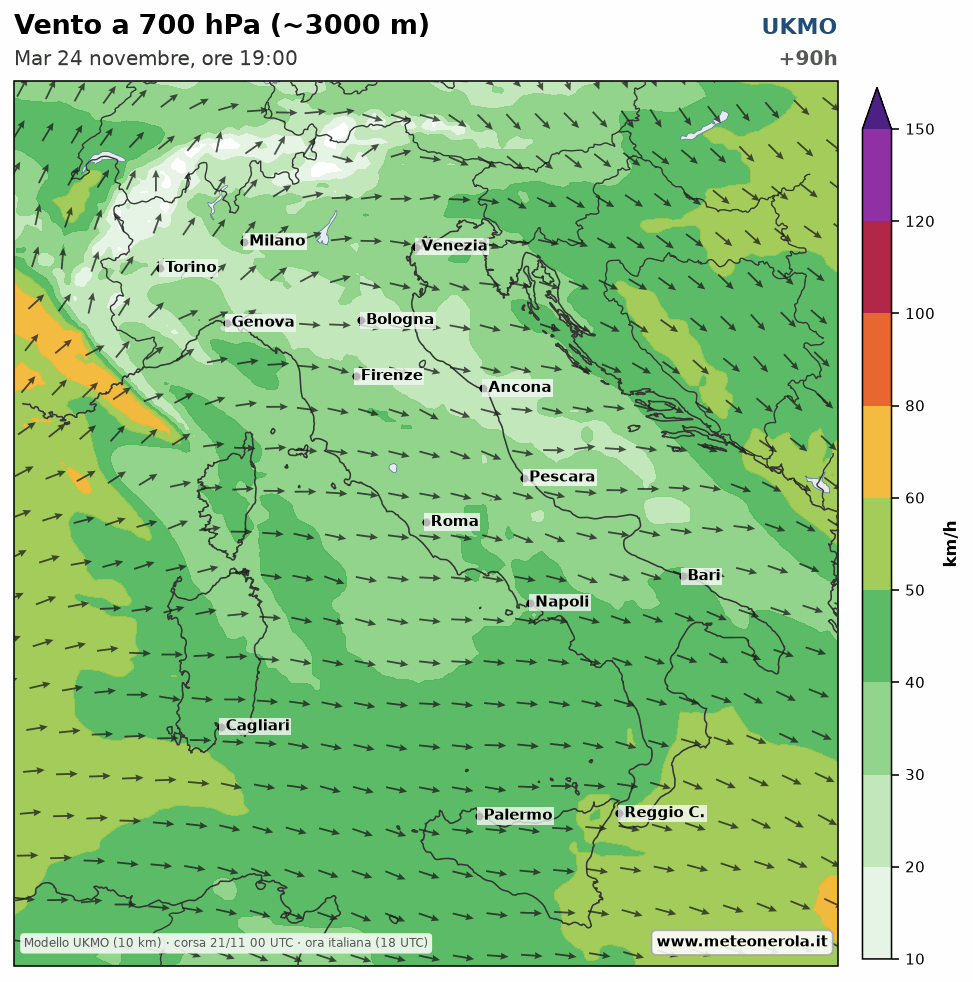 Vento a 700 hPa (~3000 m)
UKMO
Mar 24 novembre, ore 19:00
+90h
Milano
Venezia
Torino
Genova
Bologna
Firenze
Ancona
Pescara
Roma
Bari
Napoli
Cagliari
Palermo
Reggio C.
150
120
100
80
60
50
40
30
20
10
km/h
Modello UKMO (10 km) · corsa 21/11 00 UTC · ora italiana (18 UTC)
www.meteonerola.it